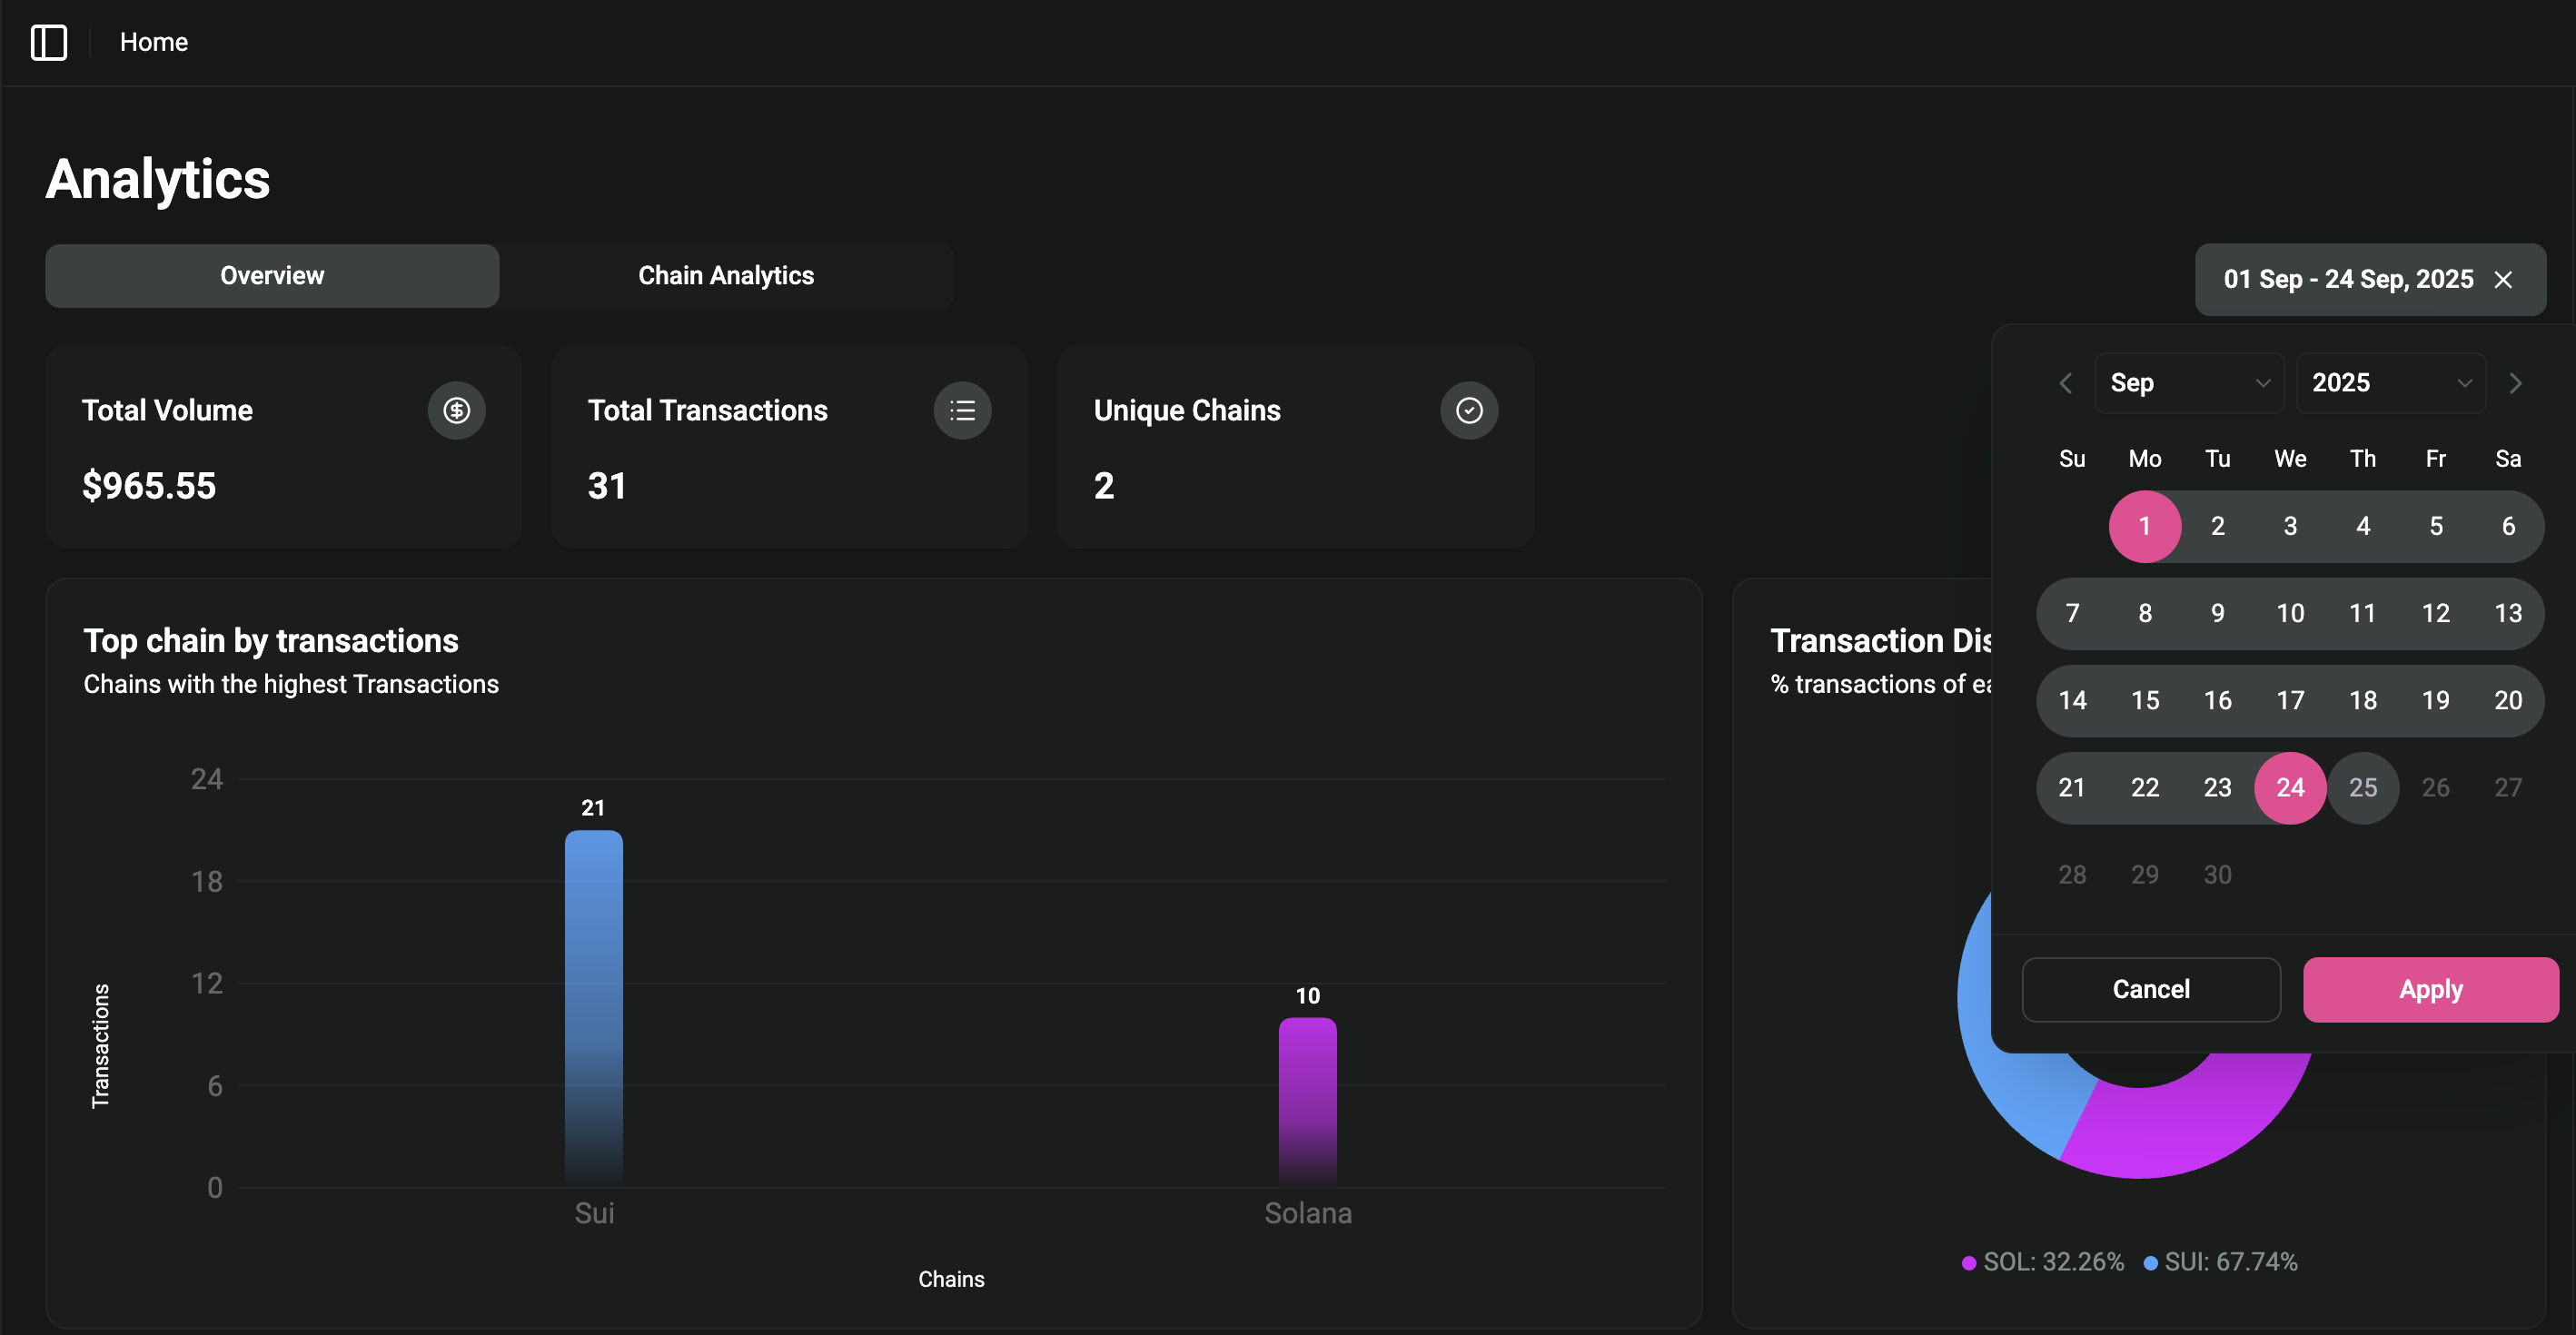 Home
Analytics
Overview
Chain Analytics
01 Sep - 24 Sep, 2025
Total Volume
$965.55
Total Transactions
31
Unique Chains
2
Sep
2025
Su Mo Tu We Th Fr Sa
1 2 3 4 5 6
7 8 9 10 11 12 13
14 15 16 17 18 19 20
21 22 23 24 25 26 27
28 29 30
Cancel
Apply
Top chain by transactions
Chains with the highest Transactions
24
18
12
6
0
Transactions
21
10
Sui
Solana
Chains
Transaction
% transactions of
SOL: 32.26%
SUI: 67.74%